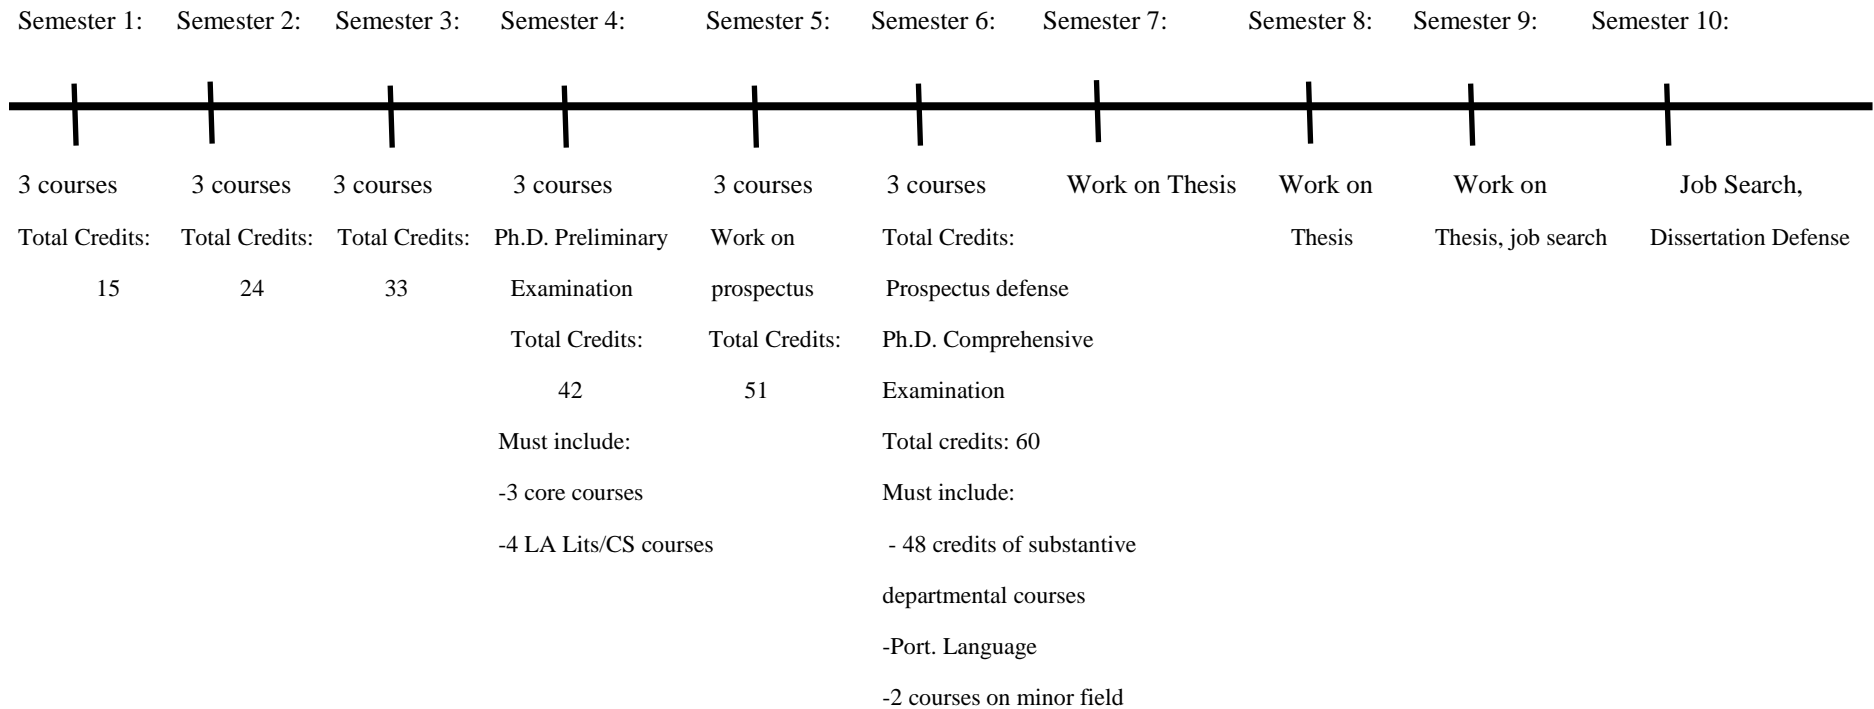 Semester 1: Semester 2: Semester 3: Semester 4: Semester 5: Semester 6: Semester 7: Semester 8: Semester 9: Semester 10:
3 courses 3 courses 3 courses 3 courses 3 courses 3 courses Work on Thesis Work on Work on Job Search,
Total Credits: Total Credits: Total Credits: Ph.D. Preliminary Work on Total Credits: Thesis Thesis, job search Dissertation Defense
15 24 33 Examination prospectus Prospectus defense
Total Credits: Total Credits: Ph.D. Comprehensive
42 51 Examination
Must include: Total credits: 60
-3 core courses Must include:
-4 LA Lits/CS courses - 48 credits of substantive
departmental courses
-Port. Language
-2 courses on minor field